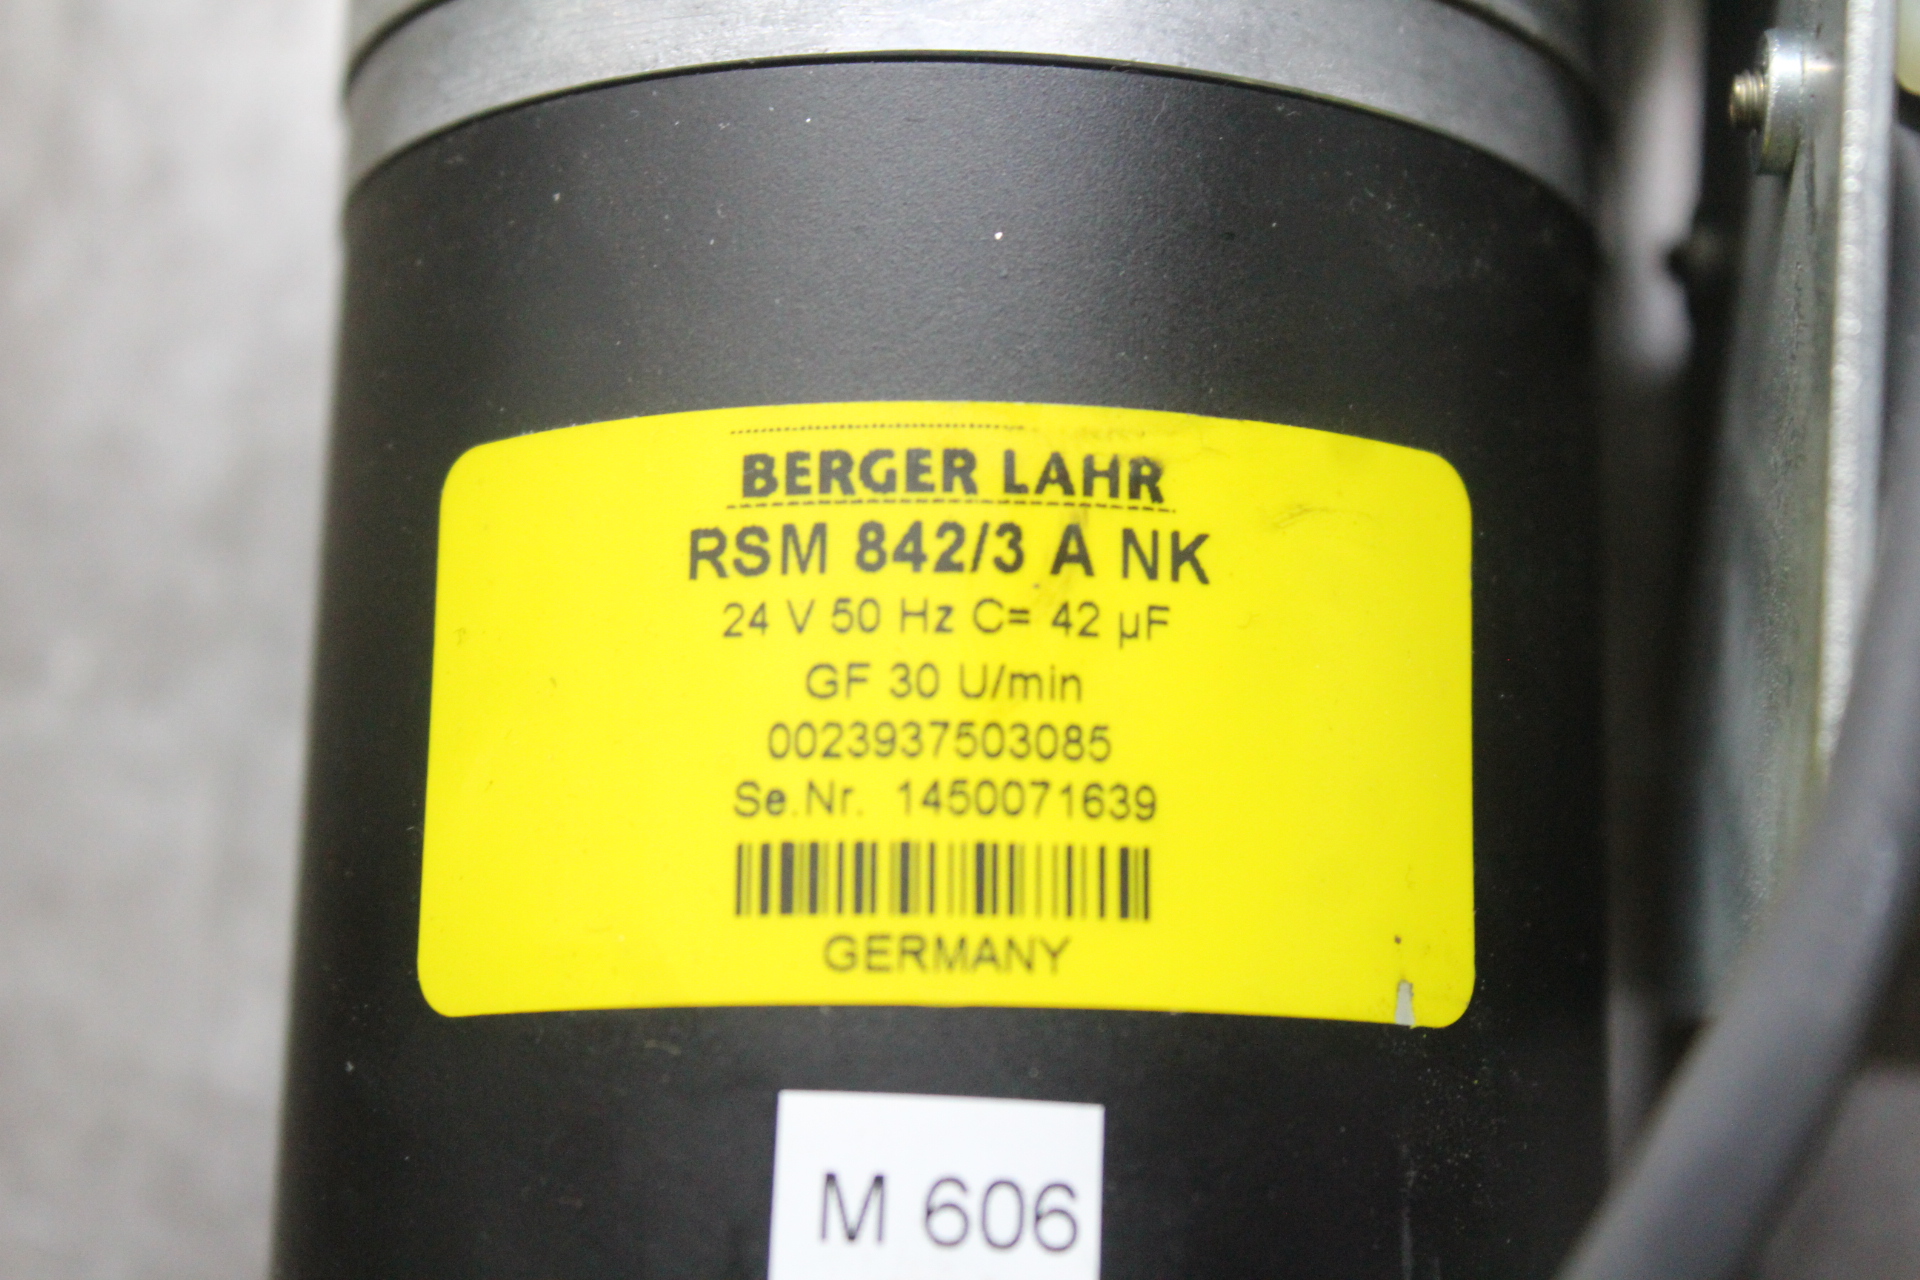 BERGER LAHR
RSM 842/3 A NK
24 V 50 Hz C= 42 µF
GF 30 U/min
0023937503085
Se.Nr. 1450071639
GERMANY
M 606